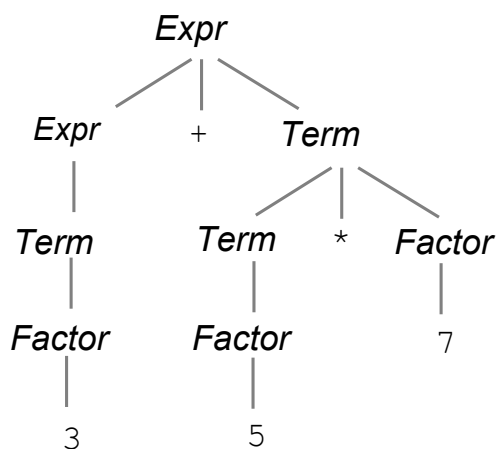 Expr
Expr + Term
Term Term * Factor
Factor Factor 7
3 5